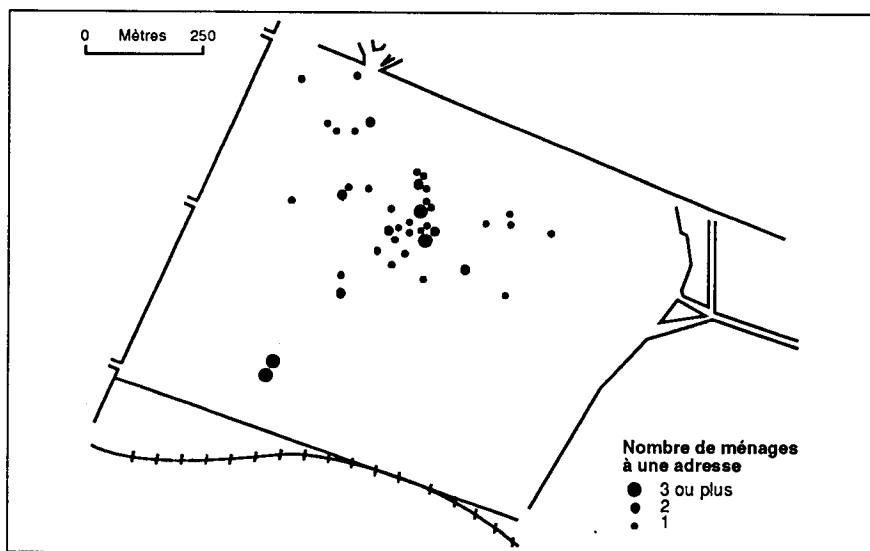 0 Mètres 250
Nombre de ménages
à une adresse
3 ou plus
2
1